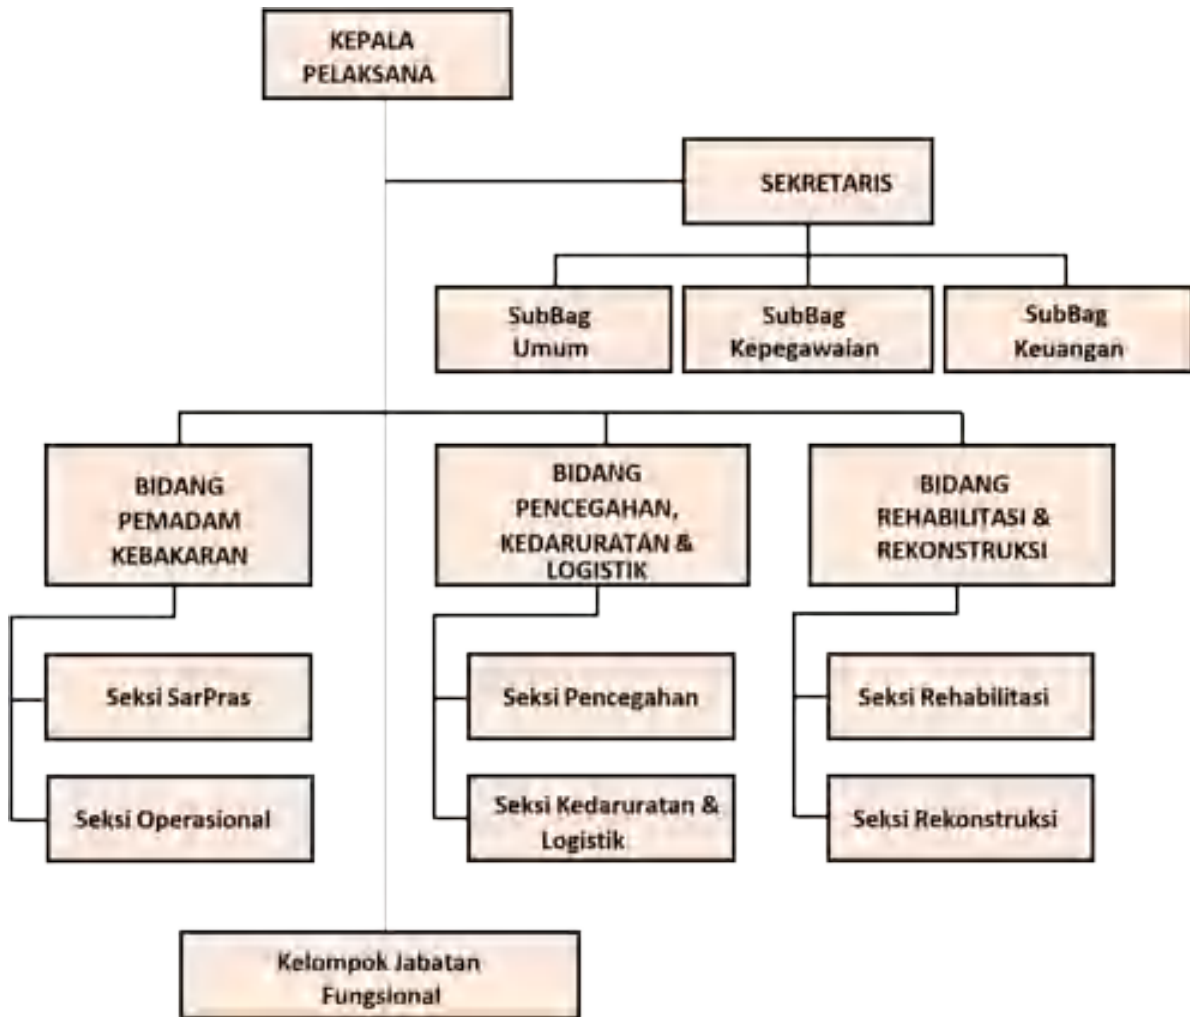 KEPALA
PELAKSANA
SEKRETARIS
SubBag
Umum
SubBag
Kepegawaian
SubBag
Keuangan
BIDANG
PEMADAM
KEBAKARAN
BIDANG
PENCEGAHAN,
KEDARURATAN &
LOGISTIK
BIDANG
REHABILITASI &
REKONSTRUKSI
Seksi SarPras
Seksi Operasional
Seksi Pencegahan
Seksi Kedaruratan &
Logistik
Seksi Rehabilitasi
Seksi Rekonstruksi
Kelompok Jabatan
Fungsional